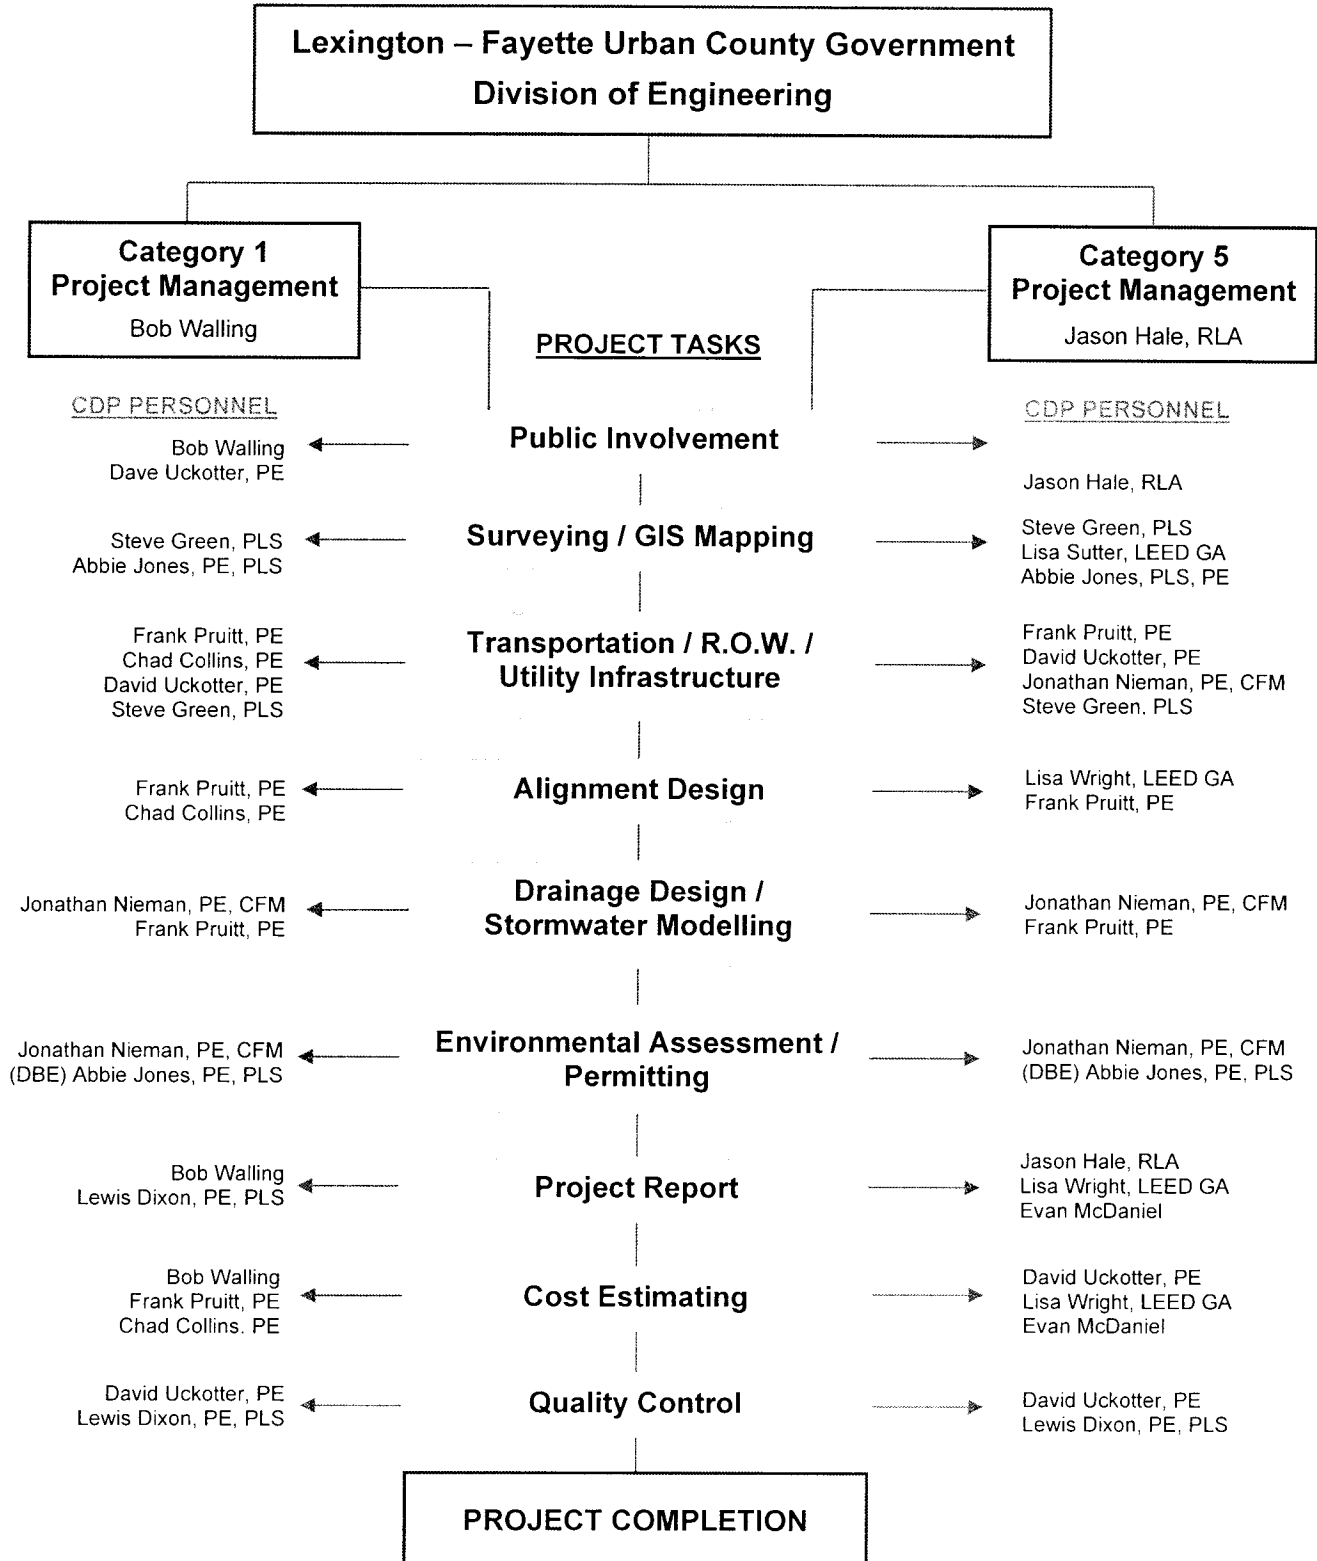 Lexington – Fayette Urban County Government
Division of Engineering
Category 1
Project Management
Bob Walling
Category 5
Project Management
Jason Hale, RLA
PROJECT TASKS
CDP PERSONNEL
CDP PERSONNEL
Bob Walling
Dave Uckotter, PE
Public Involvement
Jason Hale, RLA
Steve Green, PLS
Abbie Jones, PE, PLS
Surveying / GIS Mapping
Steve Green, PLS
Lisa Sutter, LEED GA
Abbie Jones, PLS, PE
Frank Pruitt, PE
Chad Collins, PE
David Uckotter, PE
Steve Green, PLS
Transportation / R.O.W. /
Utility Infrastructure
Frank Pruitt, PE
David Uckotter, PE
Jonathan Nieman, PE, CFM
Steve Green, PLS
Frank Pruitt, PE
Chad Collins, PE
Alignment Design
Lisa Wright, LEED GA
Frank Pruitt, PE
Jonathan Nieman, PE, CFM
Frank Pruitt, PE
Drainage Design /
Stormwater Modelling
Jonathan Nieman, PE, CFM
Frank Pruitt, PE
Jonathan Nieman, PE, CFM
(DBE) Abbie Jones, PE, PLS
Environmental Assessment /
Permitting
Jonathan Nieman, PE, CFM
(DBE) Abbie Jones, PE, PLS
Bob Walling
Lewis Dixon, PE, PLS
Project Report
Jason Hale, RLA
Lisa Wright, LEED GA
Evan McDaniel
Bob Walling
Frank Pruitt, PE
Chad Collins. PE
Cost Estimating
David Uckotter, PE
Lisa Wright, LEED GA
Evan McDaniel
David Uckotter, PE
Lewis Dixon, PE, PLS
Quality Control
David Uckotter, PE
Lewis Dixon, PE, PLS
PROJECT COMPLETION